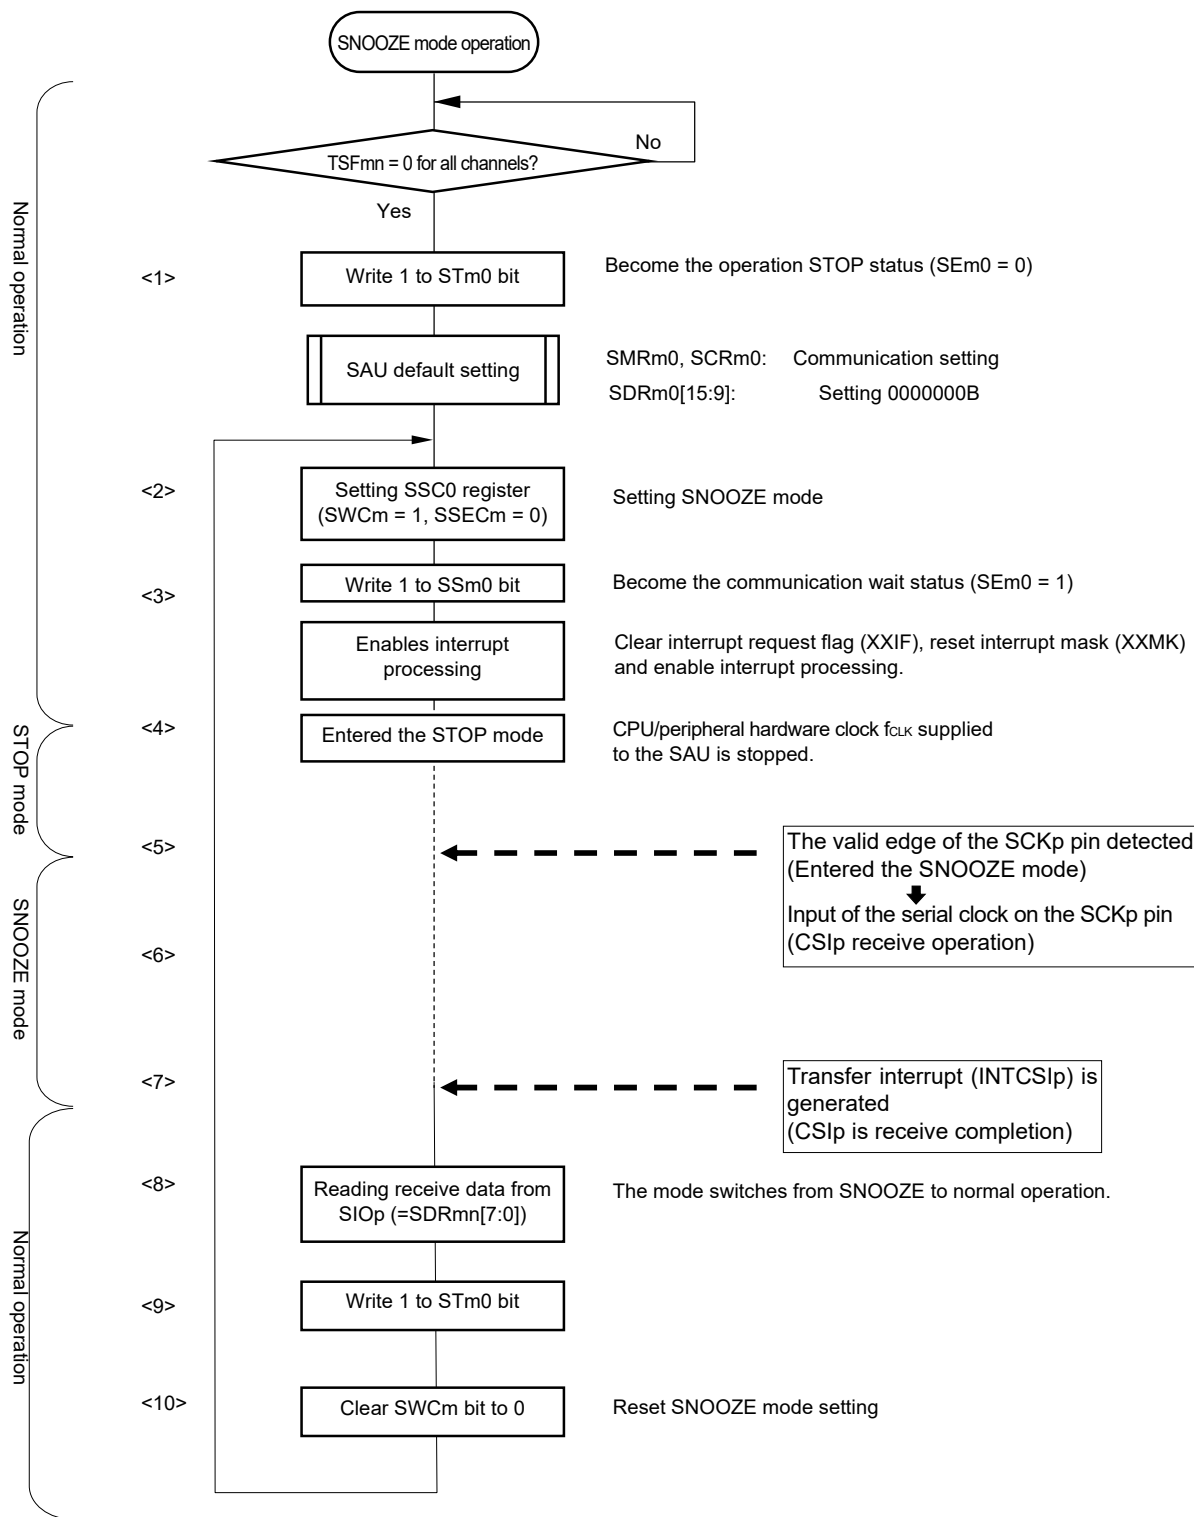 SNOOZE mode operation
No
TSFmn = 0 for all channels?
Yes
Normal operation
<1>
Write 1 to STm0 bit
Become the operation STOP status (SEm0 = 0)
SAU default setting
SMRm0, SCRm0: Communication setting
SDRm0[15:9]: Setting 0000000B
<2>
Setting SSC0 register
(SWCm = 1, SSECm = 0)
Setting SNOOZE mode
<3>
Write 1 to SSm0 bit
Become the communication wait status (SEm0 = 1)
Enables interrupt
processing
Clear interrupt request flag (XXIF), reset interrupt mask (XXMK)
and enable interrupt processing.
<4>
Entered the STOP mode
CPU/peripheral hardware clock fCLK supplied
to the SAU is stopped.
STOP mode
<5>
The valid edge of the SCKp pin detected
(Entered the SNOOZE mode)
Input of the serial clock on the SCKp pin
(CSIp receive operation)
SNOOZE mode
<6>
<7>
Transfer interrupt (INTCSIp) is
generated
(CSIp is receive completion)
<8>
Reading receive data from
SIOp (=SDRmn[7:0])
The mode switches from SNOOZE to normal operation.
Normal operation
<9>
Write 1 to STm0 bit
<10>
Clear SWCm bit to 0
Reset SNOOZE mode setting